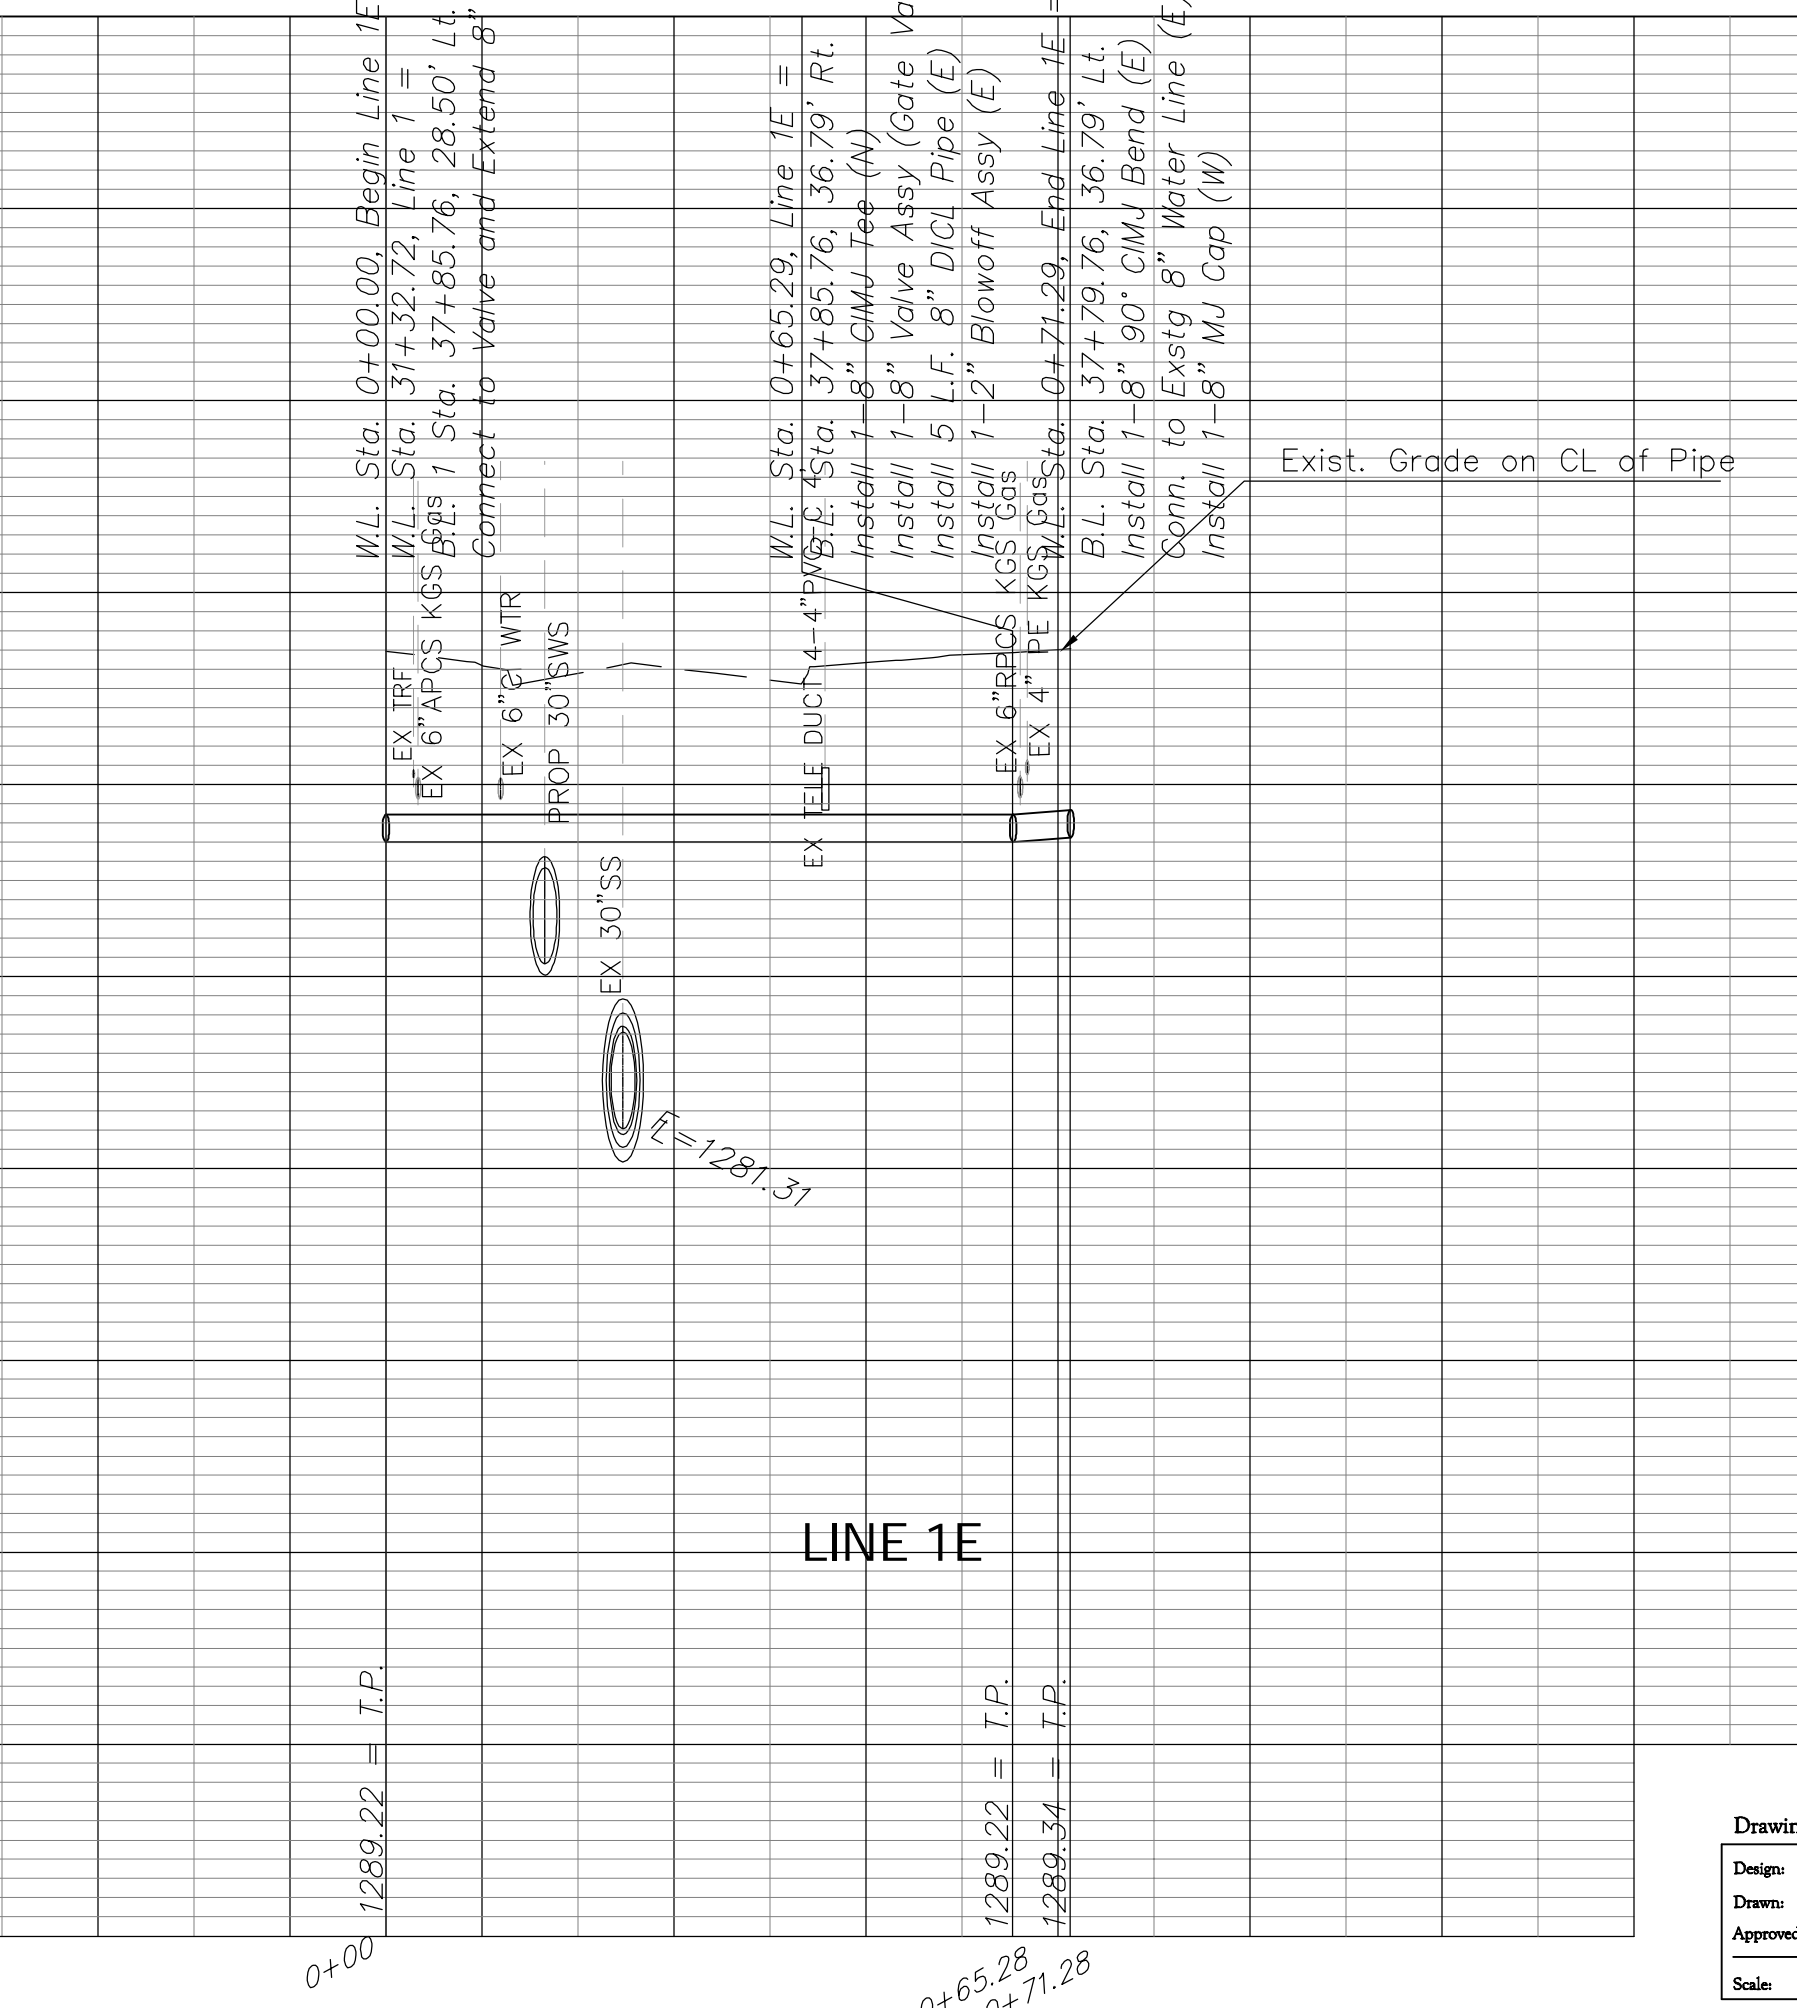 W.L. Sta. 0+00.00, Begin Line 1E
W.L. Sta. 31+32.72, Line 1 =
B.L. 1 Sta. 37+85.76, 28.50' Lt.
Connect to Valve and Extend 8"
W.L. Sta. 0+65.29, Line 1E =
B.L. Sta. 37+85.76, 36.79' Rt.
Install 1-8" CIMJ Tee (N)
Install 1-8" Valve Assy (Gate
Install 5 L.F. 8" DICL Pipe (E)
Install 1-2" Blowoff Assy (E)
W.L. Sta. 0+71.29, End Line 1E =
B.L. Sta. 37+79.76, 36.79' Lt.
Install 1-8" 90° CIMJ Bend (E)
Conn. to Exstg 8" Water Line (E)
Install 1-8" MJ Cap (W)
Exist. Grade on CL of Pipe
EX TRF
EX 6"APCS KGS Gas
EX 6"C WTR
PROP 30"SWS
EX 30"SS
EX TELE DUCT 4-4"PVC-C 4'
EX 6"RPCS KGS Gas
EX 4" PE KGS Gas
=1281.31
LINE 1E
1289.22 = T.P.
1289.22 = T.P.
1289.34 = T.P.
0+00
0+65.28
0+71.28
Design:
Drawn:
Approved
Scale: